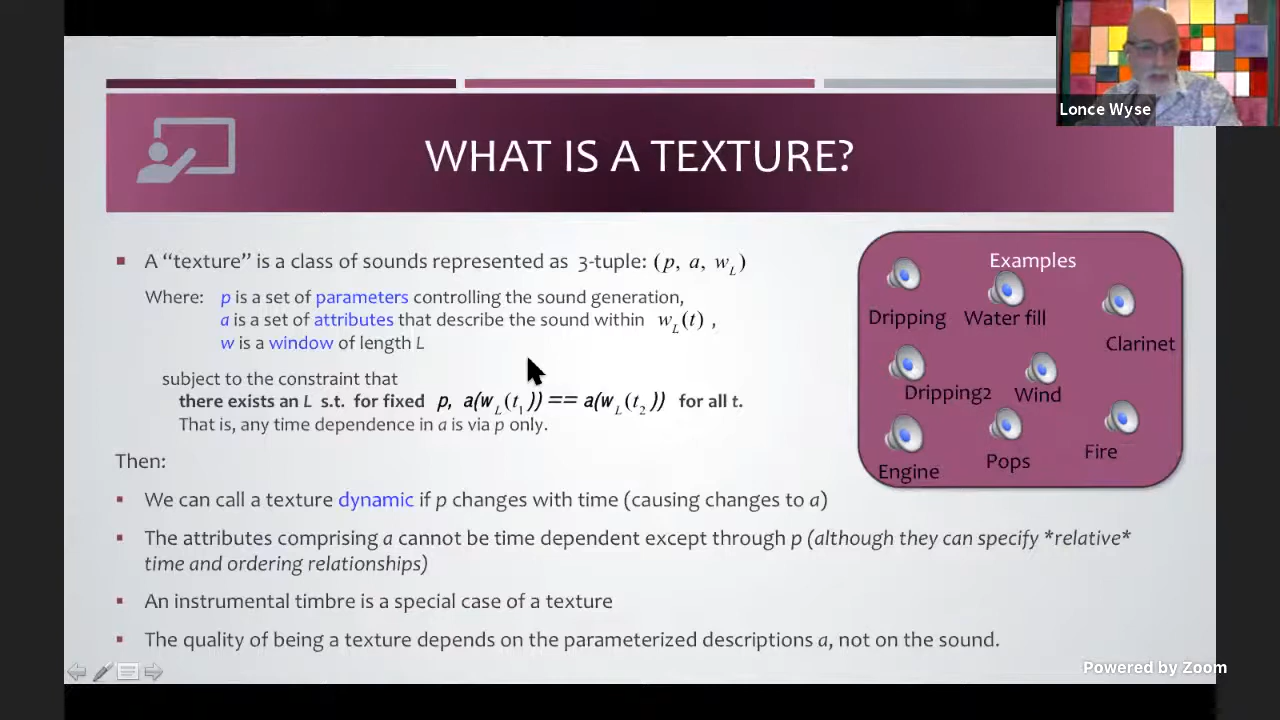 Lonce Wyse
WHAT IS A TEXTURE?
A “texture” is a class of sounds represented as 3-tuple: (p, a, w_L)
Where: p is a set of parameters controlling the sound generation,
a is a set of attributes that describe the sound within w_L(t) ,
w is a window of length L
subject to the constraint that
there exists an L s.t. for fixed p, a(w_L(t_1)) == a(w_L(t_2)) for all t.
That is, any time dependence in a is via p only.
Then:
We can call a texture dynamic if p changes with time (causing changes to a)
The attributes comprising a cannot be time dependent except through p (although they can specify *relative*
time and ordering relationships)
An instrumental timbre is a special case of a texture
The quality of being a texture depends on the parameterized descriptions a, not on the sound.
Examples
Dripping
Water fill
Clarinet
Dripping2
Wind
Engine
Pops
Fire
Powered by Zoom